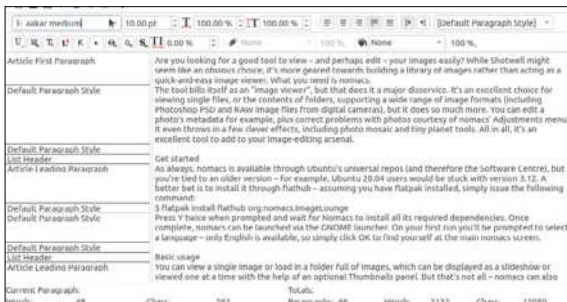 aakar medium 10.00 pt 100.00 % 100.00 % [Default Paragraph Style]
0.00 % None 100 % None 100 %
Article First Paragraph
Are you looking for a good tool to view – and perhaps edit – your images easily? While Shotwell might
seem like an obvious choice, it's more geared towards building a library of images rather than acting as a
quick-and-easy image viewer. What you need is nomacs.
Default Paragraph Style
The tool bills itself as an "image viewer", but that does it a major disservice. It's an excellent choice for
viewing single files, or the contents of folders, supporting a wide range of image formats (including
Photoshop PSD and RAW image files from digital cameras), but it does so much more. You can edit a
photo's metadata for example, plus correct problems with photos courtesy of nomacs' Adjustments menu.
It even throws in a few clever effects, including photo mosaic and tiny planet tools. All in all, it's an
excellent tool to add to your image-editing arsenal.
Default Paragraph Style
List Header
Get started
Article Leading Paragraph
As always, nomacs is available through Ubuntu's universal repos (and therefore the Software Centre), but
you're tied to an older version – for example, Ubuntu 20.04 users would be stuck with version 3.12. A
better bet is to install it through flathub – assuming you have flatpak installed, simply issue the following
command:
Default Paragraph Style
$ flatpak install flathub org.nomacs.ImageLounge
Default Paragraph Style
Press Y twice when prompted and wait for Nomacs to install all its required dependencies. Once
complete, nomacs can be launched via the GNOME launcher. On your first run you'll be prompted to select
a language – only English is available, so simply click OK to find yourself at the main nomacs screen.
Default Paragraph Style
List Header
Basic usage
Article Leading Paragraph
You can view a single image or load in a folder full of images, which can be displayed as a slideshow or
viewed one at a time with the help of an optional Thumbnails panel. But that's not all – nomacs can also
Current Paragraph: Totals: